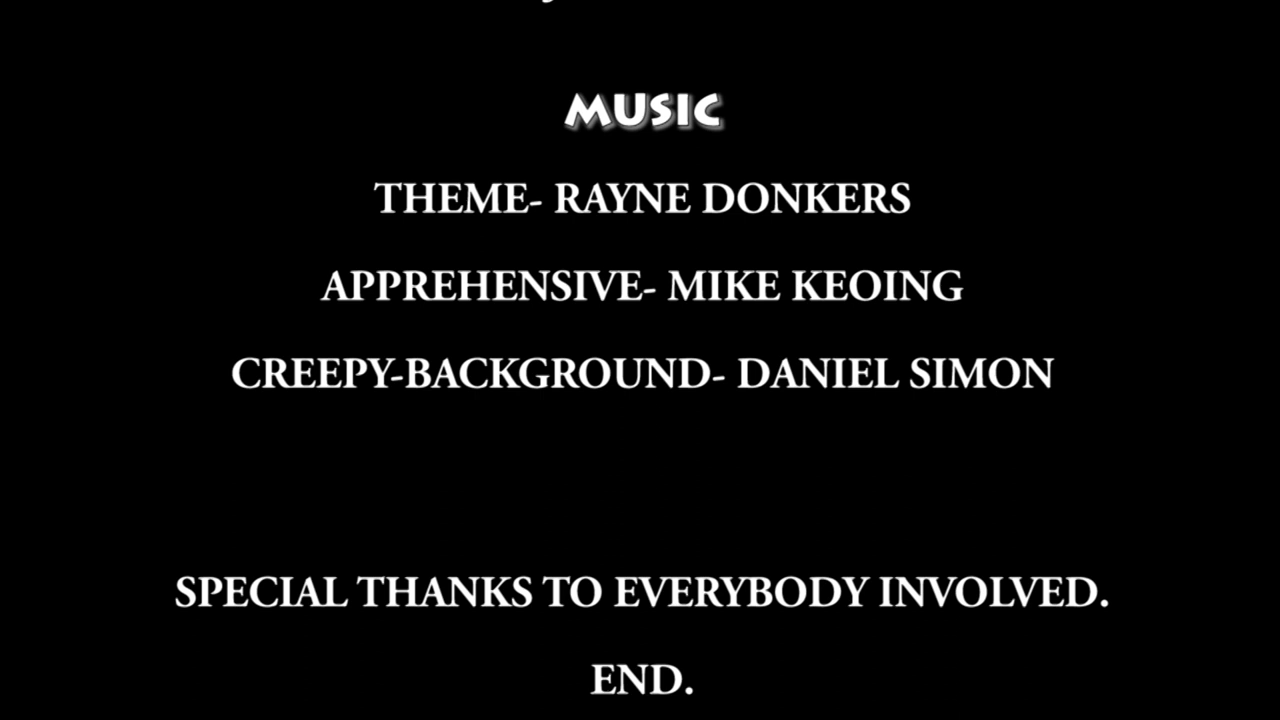 MUSIC
THEME- RAYNE DONKERS
APPREHENSIVE- MIKE KEOING
CREEPY-BACKGROUND- DANIEL SIMON
SPECIAL THANKS TO EVERYBODY INVOLVED.
END.